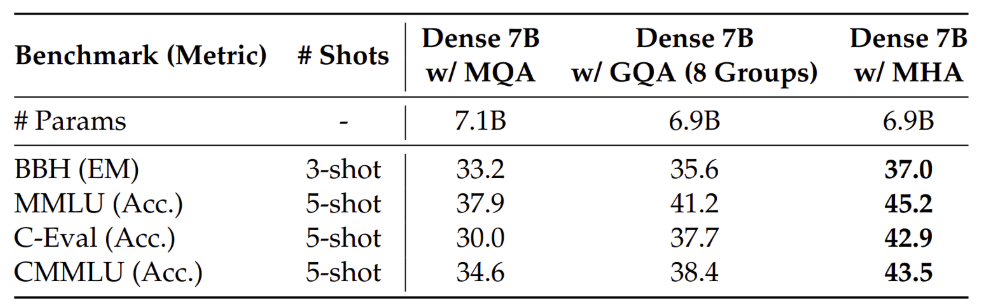 Benchmark (Metric) # Shots Dense 7B w/ MQA Dense 7B w/ GQA (8 Groups) Dense 7B w/ MHA
# Params - 7.1B 6.9B 6.9B
BBH (EM) 3-shot 33.2 35.6 37.0
MMLU (Acc.) 5-shot 37.9 41.2 45.2
C-Eval (Acc.) 5-shot 30.0 37.7 42.9
CMMLU (Acc.) 5-shot 34.6 38.4 43.5